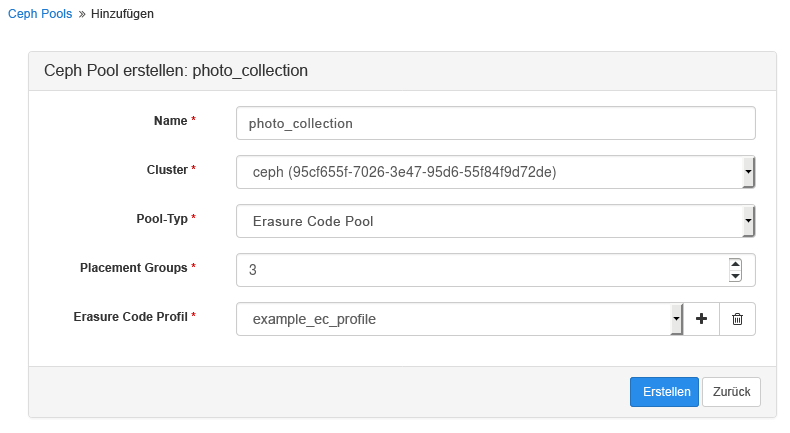 Ceph Pools » Hinzufügen
Ceph Pool erstellen: photo_collection
Name * photo_collection
Cluster * ceph (95cf655f-7026-3e47-95d6-55f84f9d72de)
Pool-Typ * Erasure Code Pool
Placement Groups * 3
Erasure Code Profil * example_ec_profile
Erstellen Zurück